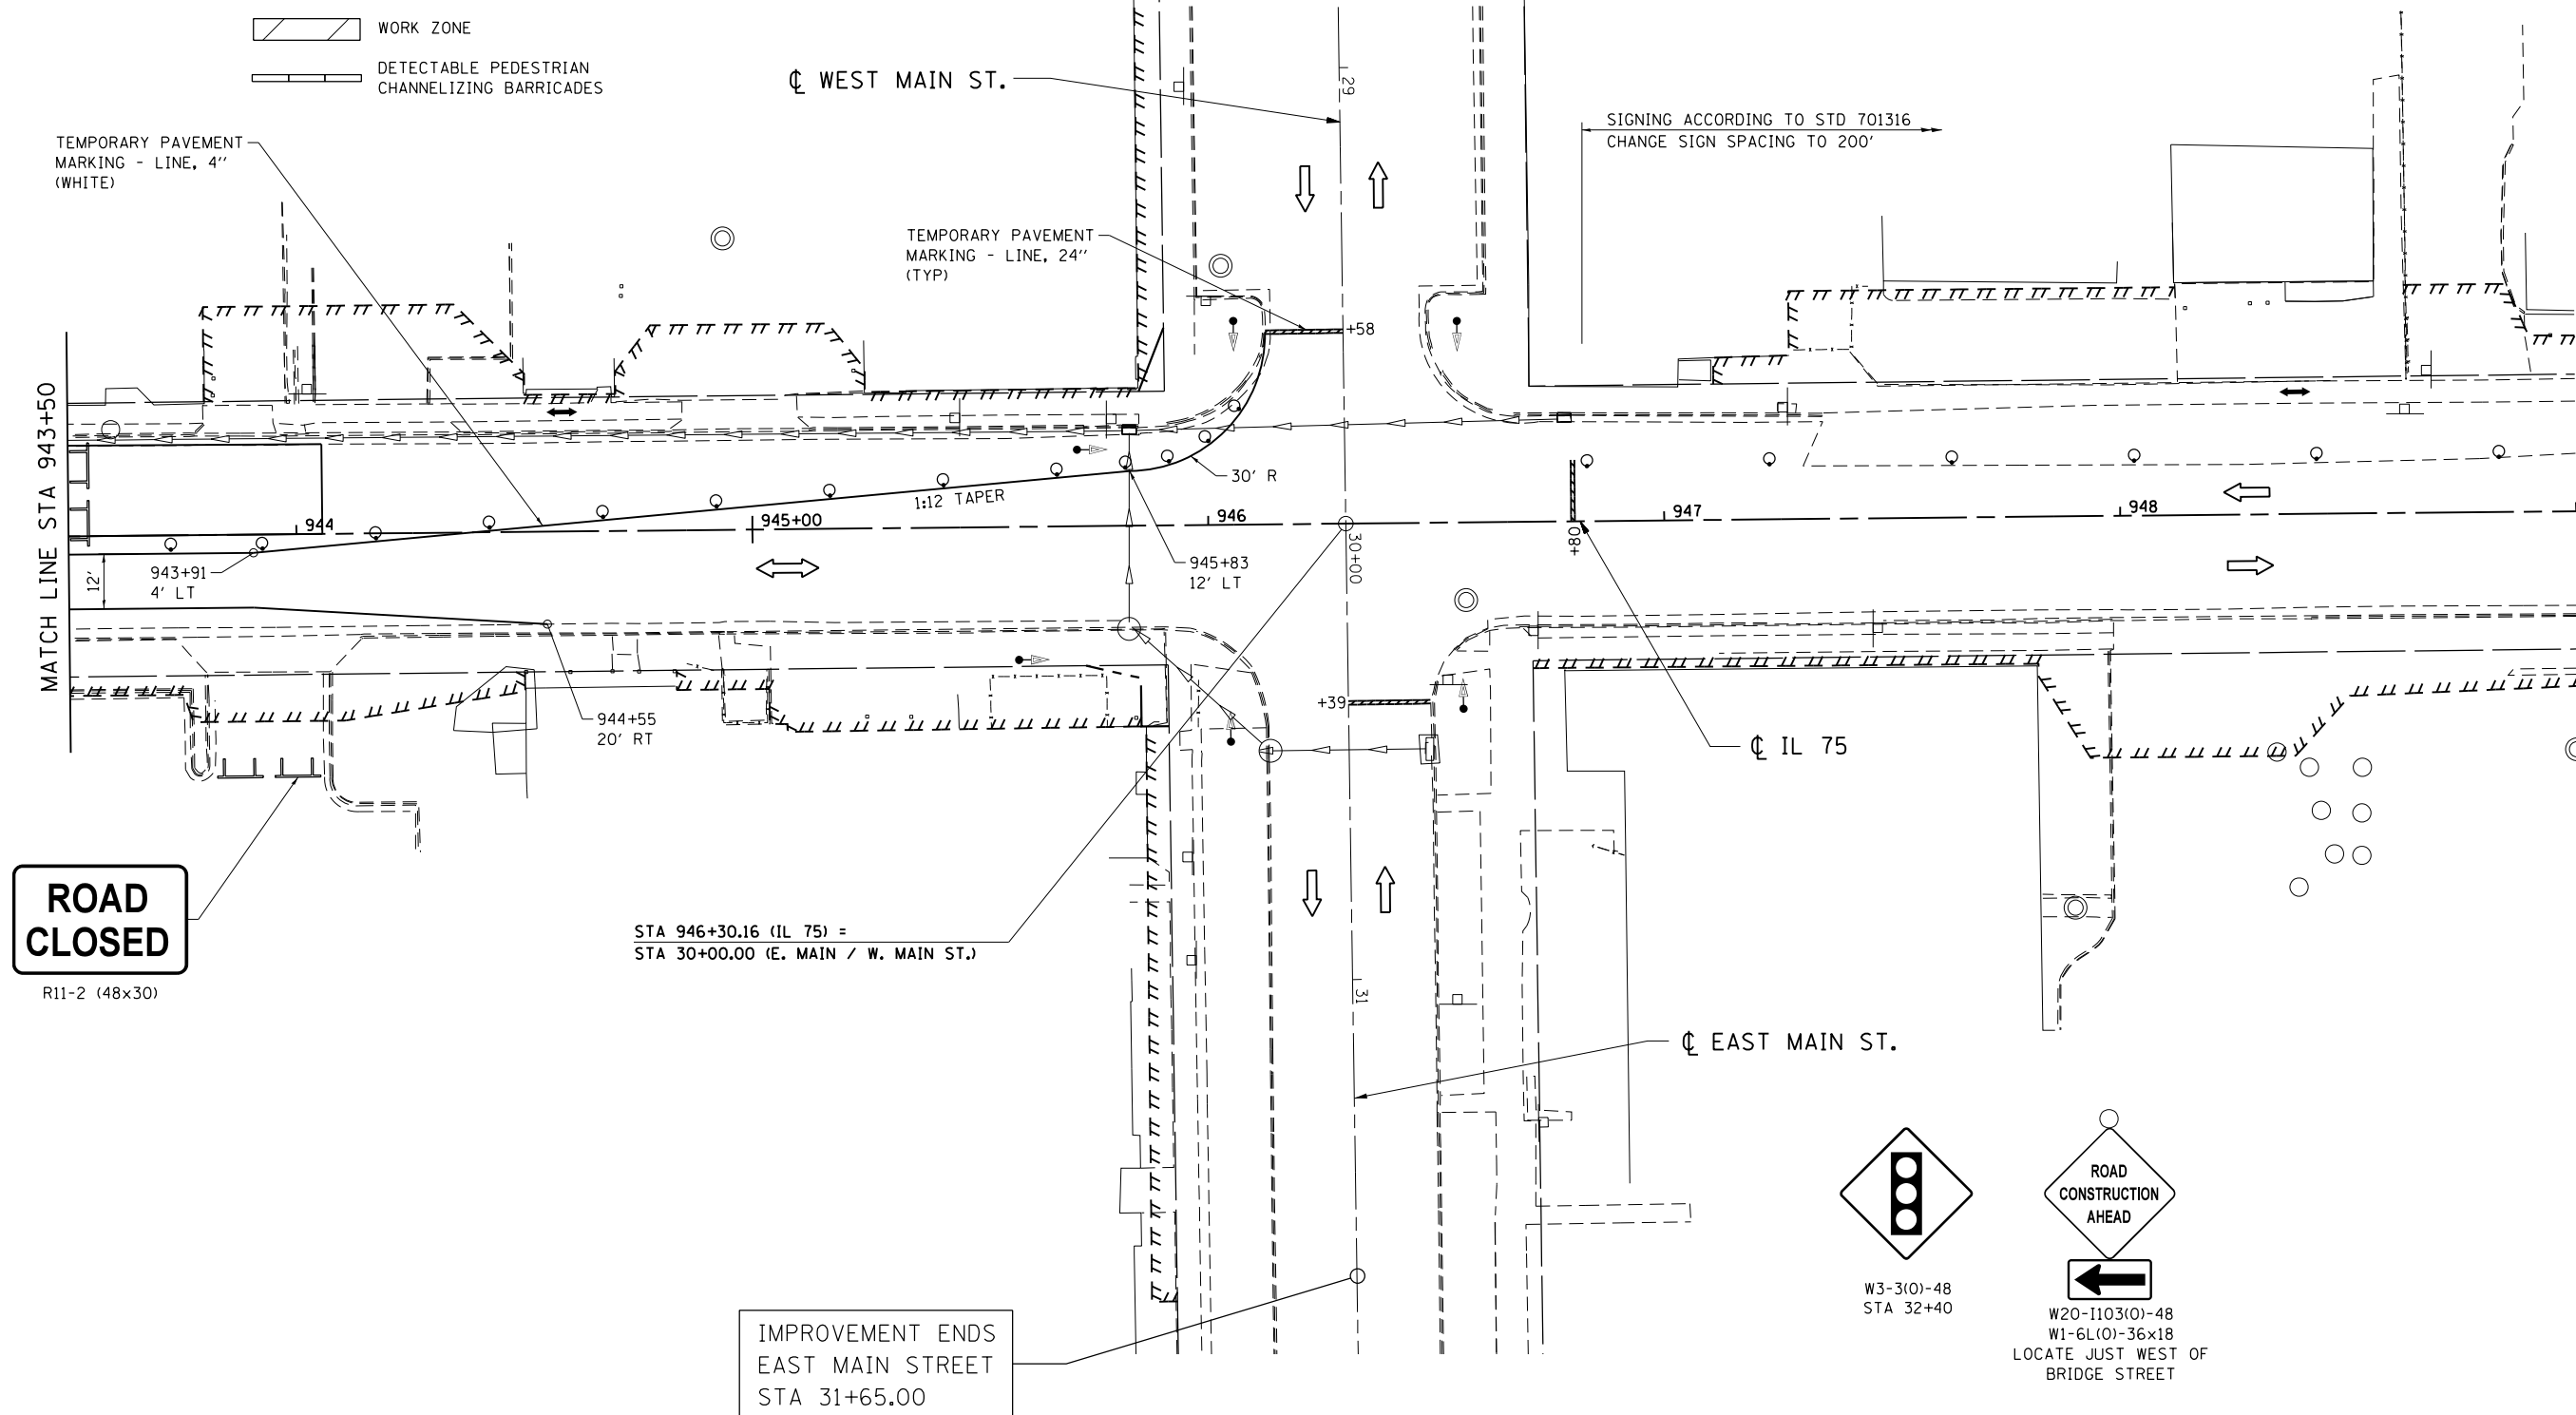 WORK ZONE
DETECTABLE PEDESTRIAN
CHANNELIZING BARRICADES
℄ WEST MAIN ST.
29
SIGNING ACCORDING TO STD 701316
CHANGE SIGN SPACING TO 200'
TEMPORARY PAVEMENT
MARKING - LINE, 4''
(WHITE)
TEMPORARY PAVEMENT
MARKING - LINE, 24''
(TYP)
+58
MATCH LINE STA 943+50
30' R
1:12 TAPER
944
945+00
946
947
948
+80
30+00
12'
943+91
4' LT
945+83
12' LT
944+55
20' RT
+39
℄ IL 75
ROAD
CLOSED
R11-2 (48x30)
STA 946+30.16 (IL 75) =
STA 30+00.00 (E. MAIN / W. MAIN ST.)
31
℄ EAST MAIN ST.
ROAD
CONSTRUCTION
AHEAD
W3-3(O)-48
STA 32+40
W20-I103(O)-48
W1-6L(O)-36x18
LOCATE JUST WEST OF
BRIDGE STREET
IMPROVEMENT ENDS
EAST MAIN STREET
STA 31+65.00